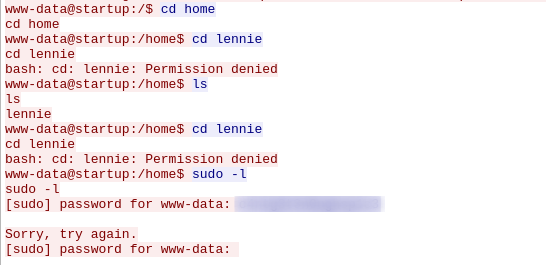 www-data@startup:/$ cd home
cd home
www-data@startup:/home$ cd lennie
cd lennie
bash: cd: lennie: Permission denied
www-data@startup:/home$ ls
ls
lennie
www-data@startup:/home$ cd lennie
cd lennie
bash: cd: lennie: Permission denied
www-data@startup:/home$ sudo -l
sudo -l
[sudo] password for www-data:
Sorry, try again.
[sudo] password for www-data: